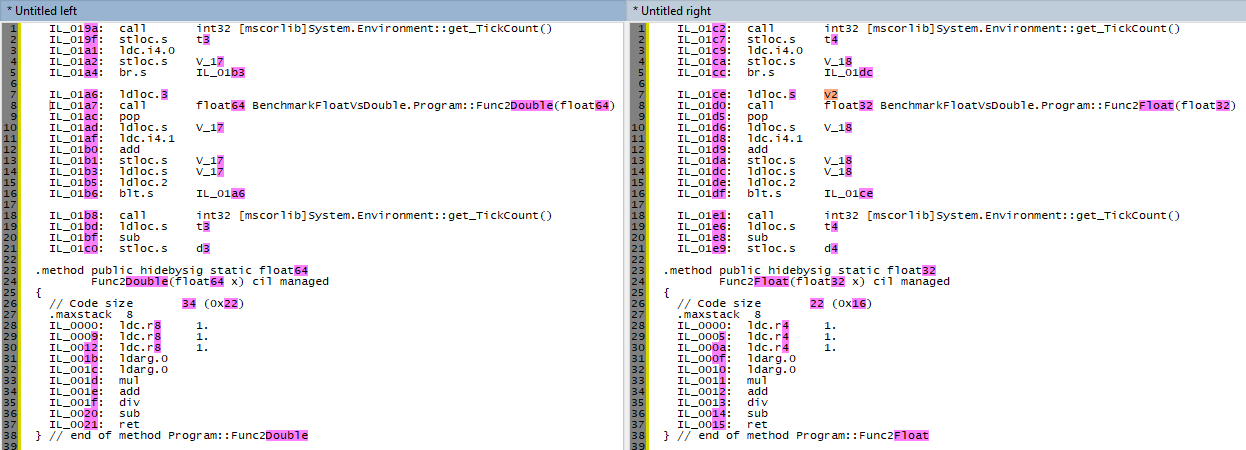 * Untitled left
1 IL_019a: call int32 [mscorlib]System.Environment::get_TickCount()
2 IL_019f: stloc.s t3
3 IL_01a1: ldc.i4.0
4 IL_01a2: stloc.s V_17
5 IL_01a4: br.s IL_01b3
6
7 IL_01a6: ldloc.3
8 IL_01a7: call float64 BenchmarkFloatVsDouble.Program::Func2Double(float64)
9 IL_01ac: pop
10 IL_01ad: ldloc.s V_17
11 IL_01af: ldc.i4.1
12 IL_01b0: add
13 IL_01b1: stloc.s V_17
14 IL_01b3: ldloc.s V_17
15 IL_01b5: ldloc.2
16 IL_01b6: blt.s IL_01a6
17
18 IL_01b8: call int32 [mscorlib]System.Environment::get_TickCount()
19 IL_01bd: ldloc.s t3
20 IL_01bf: sub
21 IL_01c0: stloc.s d3
22
23 .method public hidebysig static float64
24 Func2Double(float64 x) cil managed
25 {
26 // Code size 34 (0x22)
27 .maxstack 8
28 IL_0000: ldc.r8 1.
29 IL_0009: ldc.r8 1.
30 IL_0012: ldc.r8 1.
31 IL_001b: ldarg.0
32 IL_001c: ldarg.0
33 IL_001d: mul
34 IL_001e: add
35 IL_001f: div
36 IL_0020: sub
37 IL_0021: ret
38 } // end of method Program::Func2Double
39
* Untitled right
1 IL_01c2: call int32 [mscorlib]System.Environment::get_TickCount()
2 IL_01c7: stloc.s t4
3 IL_01c9: ldc.i4.0
4 IL_01ca: stloc.s V_18
5 IL_01cc: br.s IL_01dc
6
7 IL_01ce: ldloc.s v2
8 IL_01d0: call float32 BenchmarkFloatVsDouble.Program::Func2Float(float32)
9 IL_01d5: pop
10 IL_01d6: ldloc.s V_18
11 IL_01d8: ldc.i4.1
12 IL_01d9: add
13 IL_01da: stloc.s V_18
14 IL_01dc: ldloc.s V_18
15 IL_01de: ldloc.2
16 IL_01df: blt.s IL_01ce
17
18 IL_01e1: call int32 [mscorlib]System.Environment::get_TickCount()
19 IL_01e6: ldloc.s t4
20 IL_01e8: sub
21 IL_01e9: stloc.s d4
22
23 .method public hidebysig static float32
24 Func2Float(float32 x) cil managed
25 {
26 // Code size 22 (0x16)
27 .maxstack 8
28 IL_0000: ldc.r4 1.
29 IL_0005: ldc.r4 1.
30 IL_000a: ldc.r4 1.
31 IL_000f: ldarg.0
32 IL_0010: ldarg.0
33 IL_0011: mul
34 IL_0012: add
35 IL_0013: div
36 IL_0014: sub
37 IL_0015: ret
38 } // end of method Program::Func2Float
39